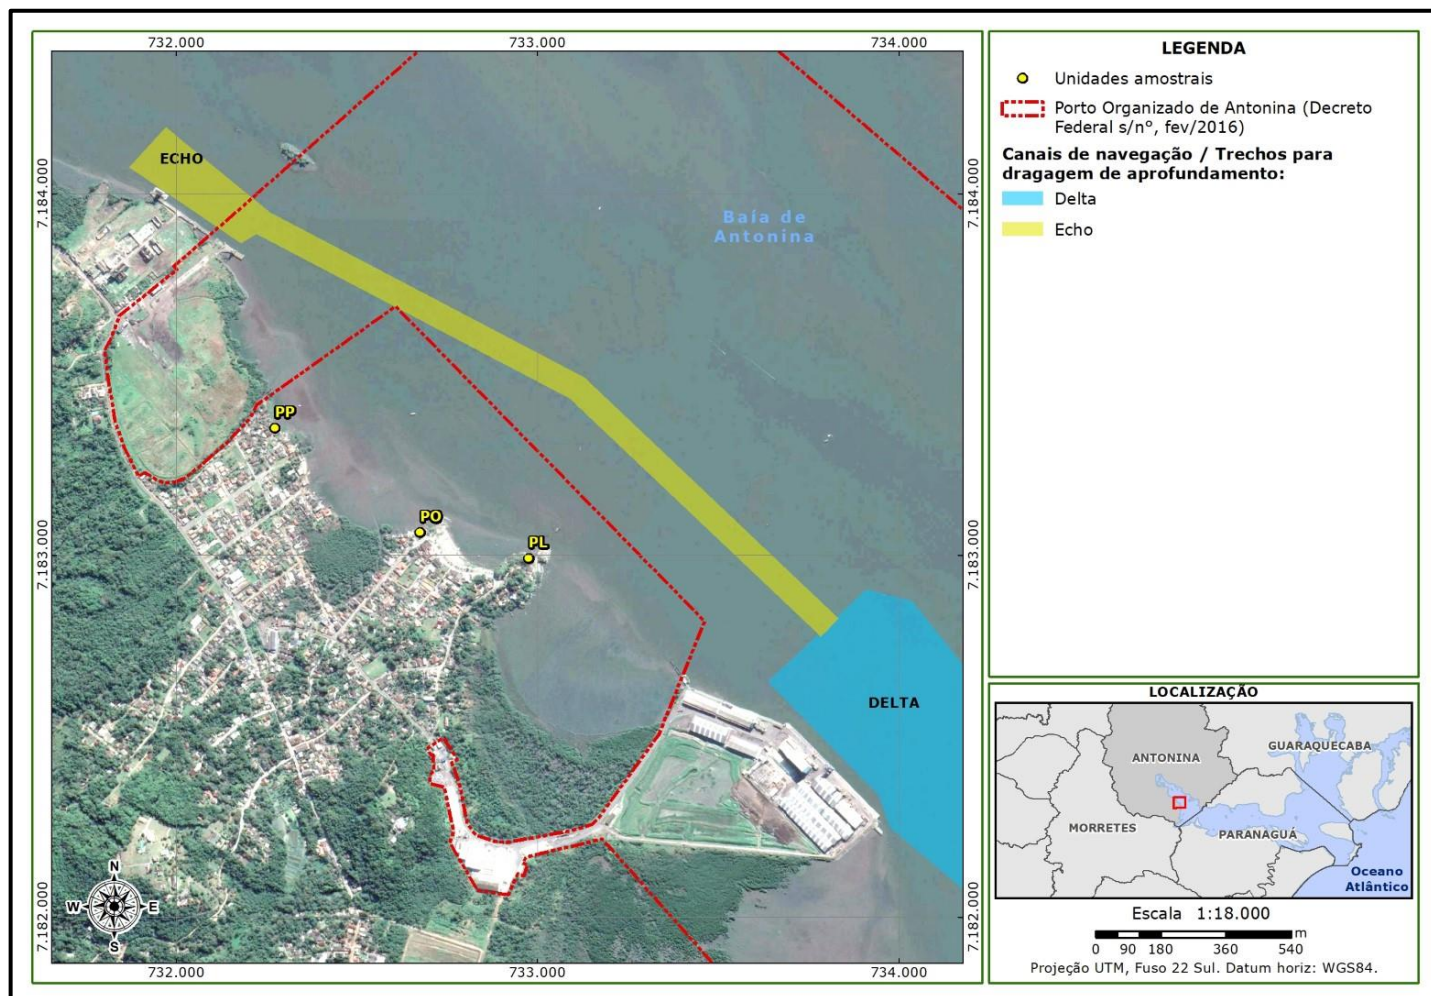 732.000
733.000
734.000
7.184.000
7.184.000
7.183.000
7.183.000
7.182.000
7.182.000
732.000
733.000
734.000
ECHO
Baía de
Antonina
PP
PO
PL
DELTA
N
W
E
S
LEGENDA
Unidades amostrais
Porto Organizado de Antonina (Decreto
Federal s/nº, fev/2016)
Canais de navegação / Trechos para
dragagem de aprofundamento:
Delta
Echo
LOCALIZAÇÃO
GUARAQUEÇABA
ANTONINA
MORRETES
PARANAGUÁ
Oceano
Atlântico
Escala 1:18.000
m
0 90 180 360 540
Projeção UTM, Fuso 22 Sul. Datum horiz: WGS84.